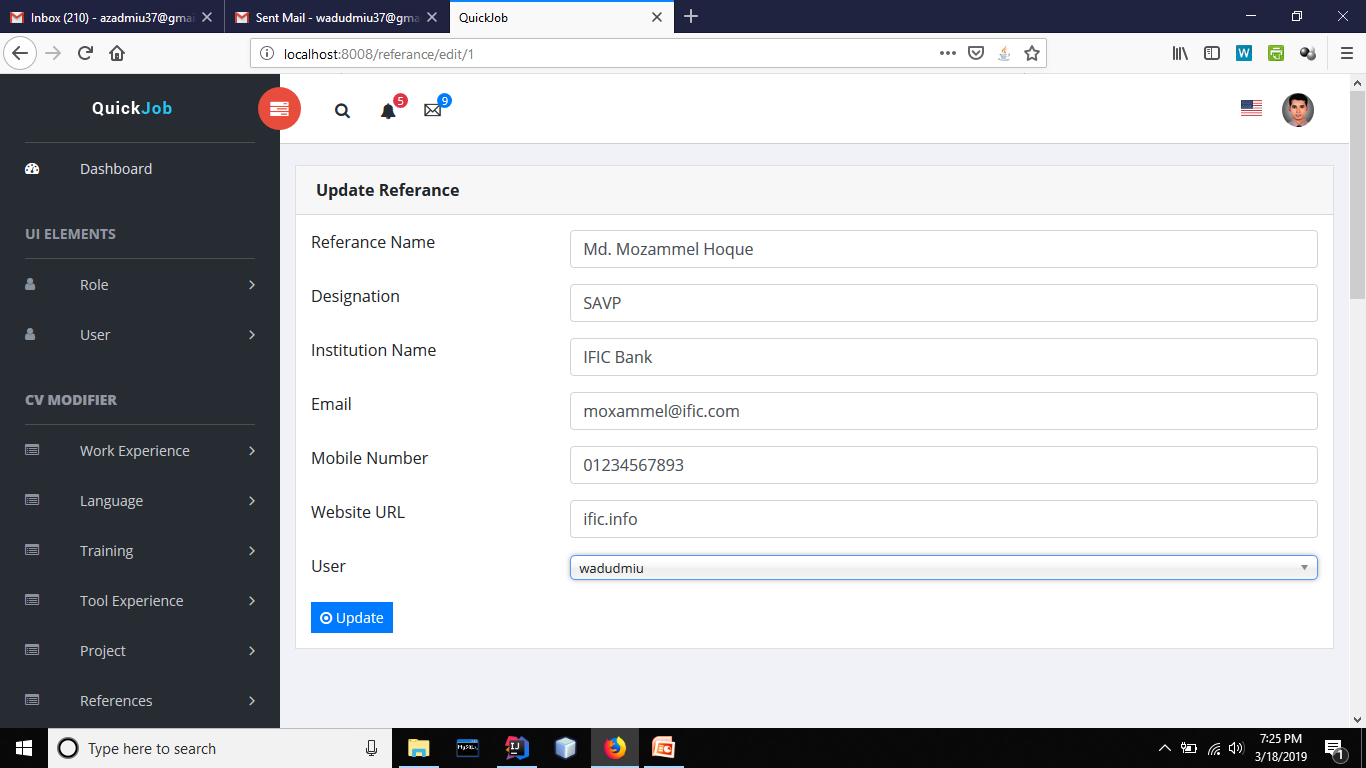 Inbox (210) - azadmiu37@gmai
Sent Mail - wadudmiu37@gma
QuickJob
localhost:8008/referance/edit/1
W
QuickJob
5
9
Dashboard
UI ELEMENTS
Role
User
CV MODIFIER
Work Experience
Language
Training
Tool Experience
Project
References
Update Referance
Referance Name
Md. Mozammel Hoque
Designation
SAVP
Institution Name
IFIC Bank
Email
moxammel@ific.com
Mobile Number
01234567893
Website URL
ific.info
User
wadudmiu
Update
Type here to search
MySQL
IJ
7:25 PM
3/18/2019
1